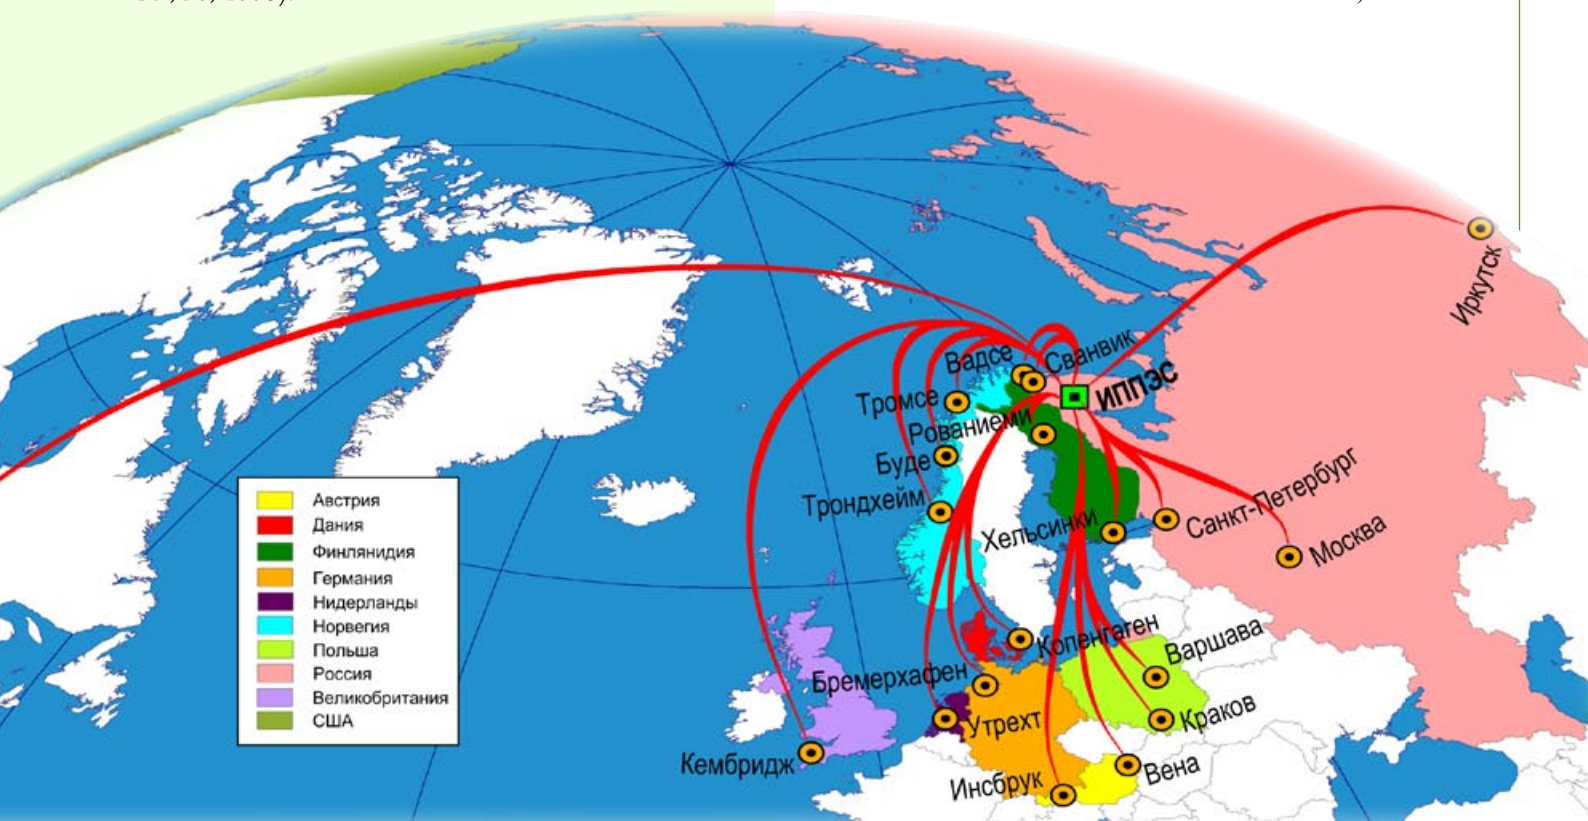 Иркутск
Вадсе
Сванвик
ИППЭС
Тромсе
Рованиеми
Буде
Трондхейм
Хельсинки
Санкт-Петербург
Москва
Копенгаген
Варшава
Бремерхафен
Утрехт
Краков
Кембридж
Инсбрук
Вена
Австрия
Дания
Финлянидия
Германия
Нидерланды
Норвегия
Польша
Россия
Великобритания
США